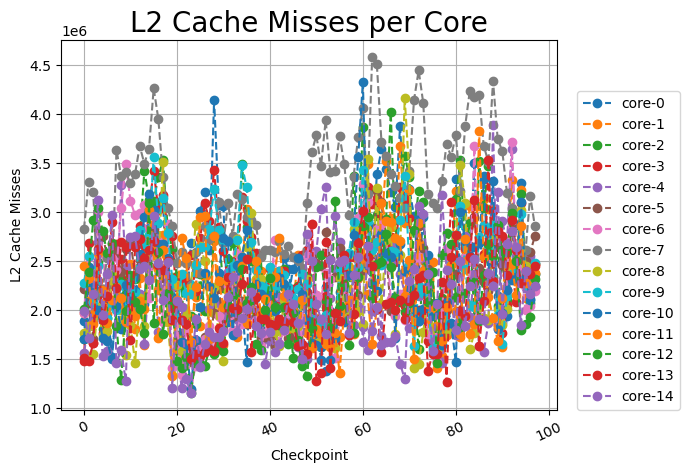 L2 Cache Misses per Core
1e6
4.5
4.0
3.5
3.0
2.5
2.0
1.5
1.0
L2 Cache Misses
0
20
40
60
80
100
Checkpoint
core-0
core-1
core-2
core-3
core-4
core-5
core-6
core-7
core-8
core-9
core-10
core-11
core-12
core-13
core-14